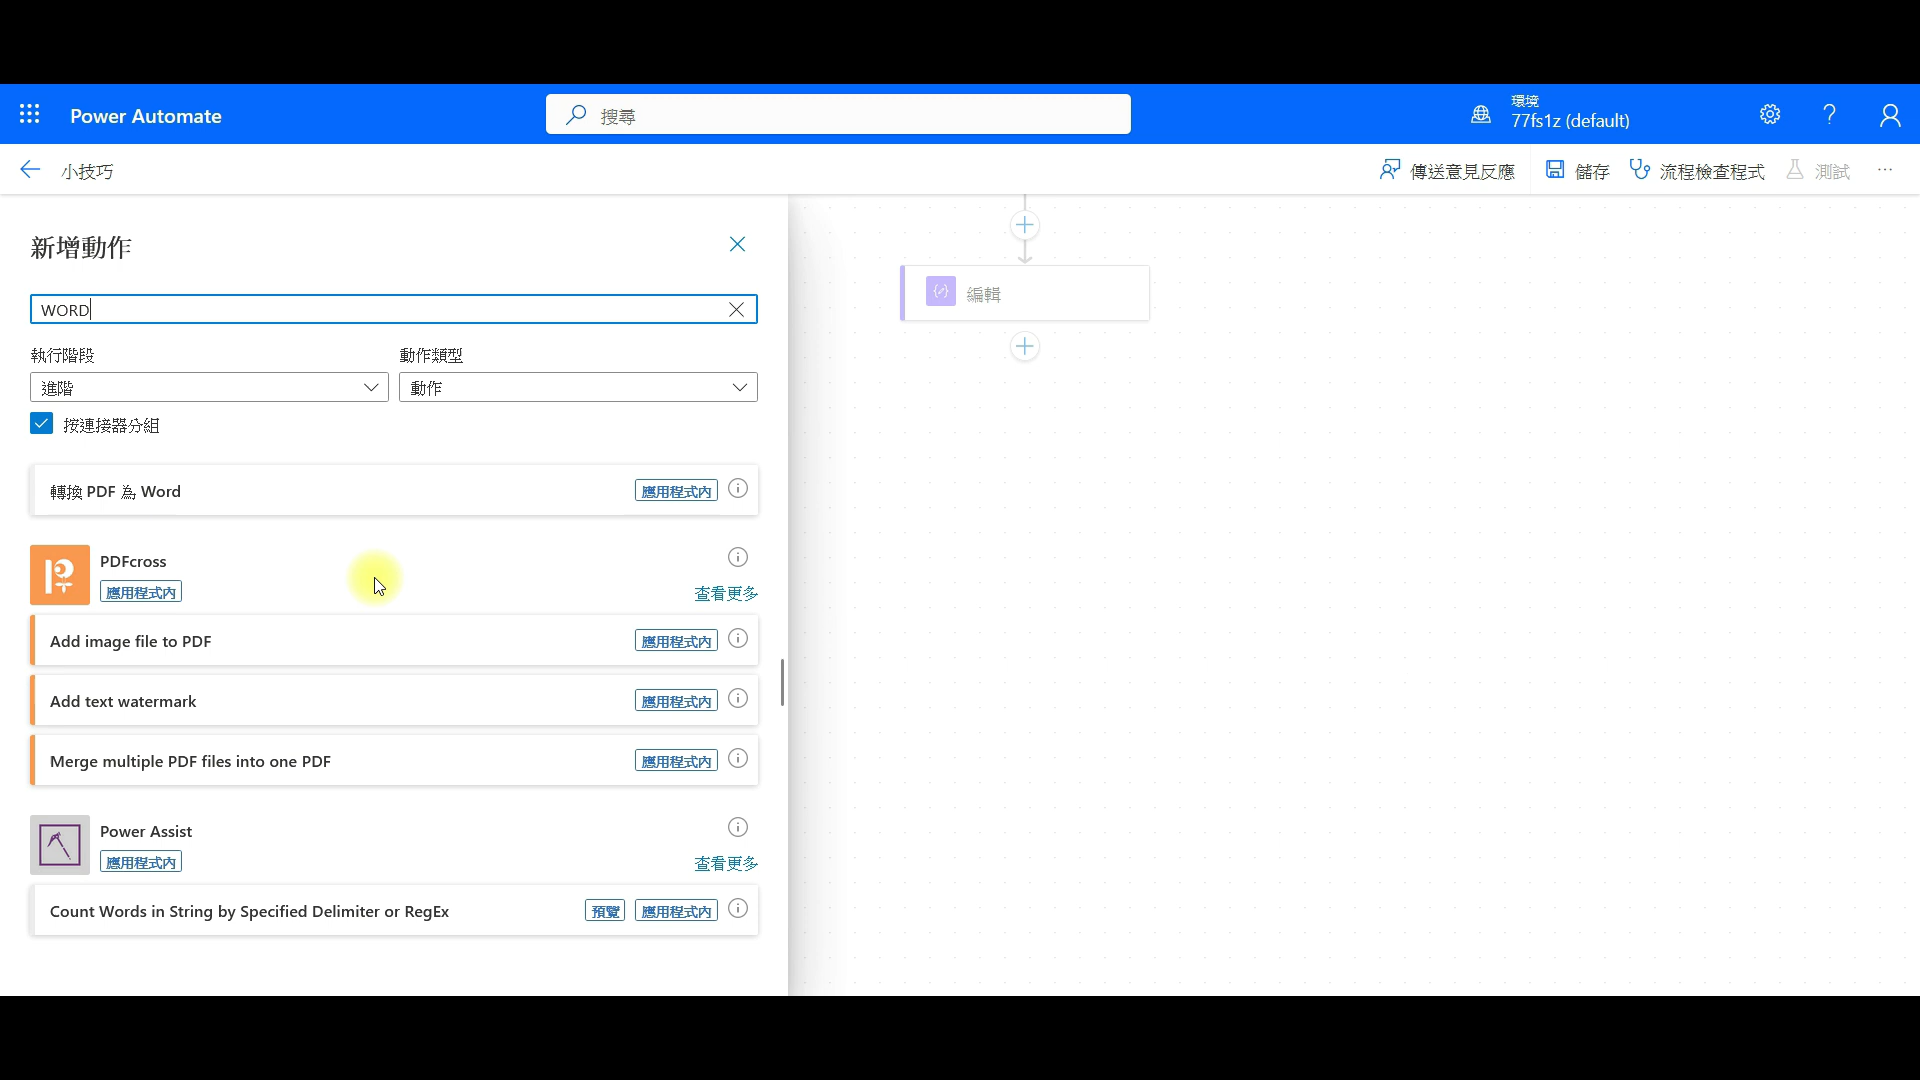 Power Automate
搜尋
環境
77fs1z (default)
小技巧
傳送意見反應
儲存
流程檢查程式
測試
新增動作
WORD
執行階段
動作類型
進階
動作
按連接器分組
轉換 PDF 為 Word
應用程式內
PDFcross
應用程式內
查看更多
Add image file to PDF
應用程式內
Add text watermark
應用程式內
Merge multiple PDF files into one PDF
應用程式內
Power Assist
應用程式內
查看更多
Count Words in String by Specified Delimiter or RegEx
預覽
應用程式內
編輯